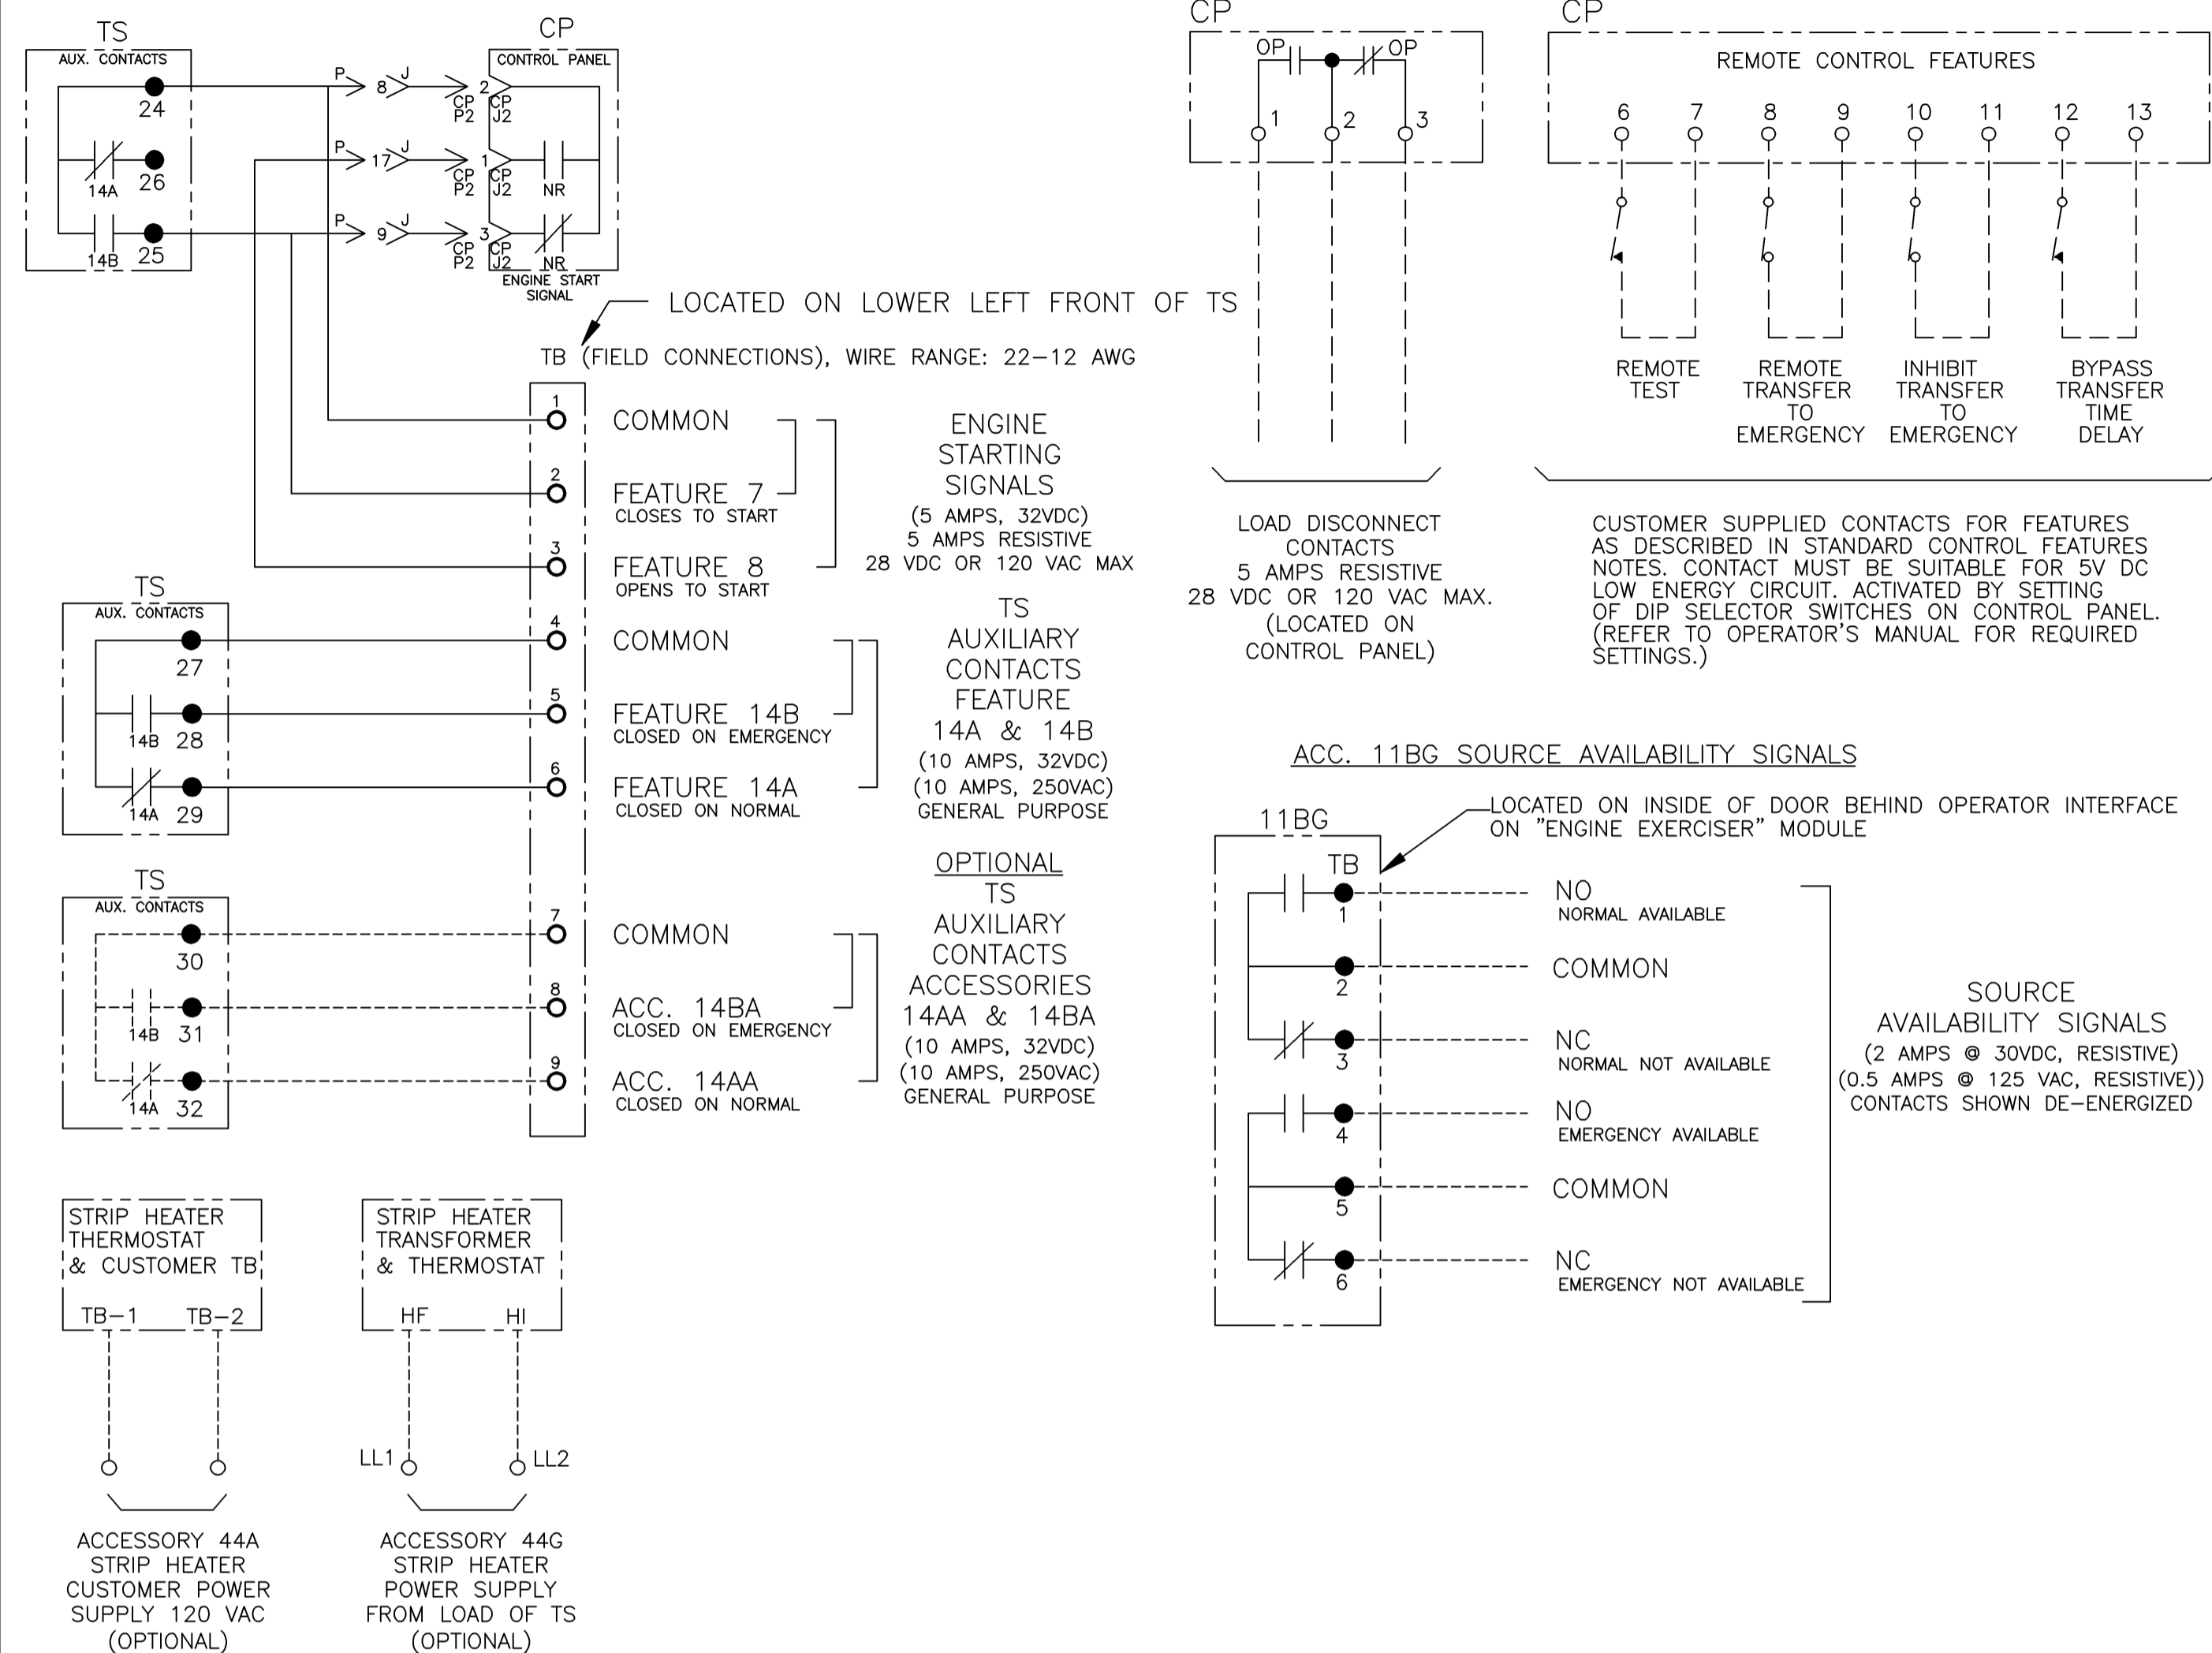 TS
AUX. CONTACTS
24
14A
26
14B
25
P
8
J
CP
P2
2
CP
J2
P
17
J
CP
P2
1
CP
J2
NR
P
9
J
CP
P2
3
CP
J2
NR
CP
CONTROL PANEL
ENGINE START
SIGNAL
LOCATED ON LOWER LEFT FRONT OF TS
TB (FIELD CONNECTIONS), WIRE RANGE: 22-12 AWG
1
COMMON
2
FEATURE 7
CLOSES TO START
3
FEATURE 8
OPENS TO START
ENGINE
STARTING
SIGNALS
(5 AMPS, 32VDC)
5 AMPS RESISTIVE
28 VDC OR 120 VAC MAX
TS
AUX. CONTACTS
27
14B
28
14A
29
4
COMMON
5
FEATURE 14B
CLOSED ON EMERGENCY
6
FEATURE 14A
CLOSED ON NORMAL
TS
AUXILIARY
CONTACTS
FEATURE
14A & 14B
(10 AMPS, 32VDC)
(10 AMPS, 250VAC)
GENERAL PURPOSE
TS
AUX. CONTACTS
30
14B
31
14A
32
7
COMMON
8
ACC. 14BA
CLOSED ON EMERGENCY
9
ACC. 14AA
CLOSED ON NORMAL
OPTIONAL
TS
AUXILIARY
CONTACTS
ACCESSORIES
14AA & 14BA
(10 AMPS, 32VDC)
(10 AMPS, 250VAC)
GENERAL PURPOSE
STRIP HEATER
THERMOSTAT
& CUSTOMER TB
TB-1
TB-2
ACCESSORY 44A
STRIP HEATER
CUSTOMER POWER
SUPPLY 120 VAC
(OPTIONAL)
STRIP HEATER
TRANSFORMER
& THERMOSTAT
HF
HI
LL1
LL2
ACCESSORY 44G
STRIP HEATER
POWER SUPPLY
FROM LOAD OF TS
(OPTIONAL)
CP
OP
OP
1
2
3
LOAD DISCONNECT
CONTACTS
5 AMPS RESISTIVE
28 VDC OR 120 VAC MAX.
(LOCATED ON
CONTROL PANEL)
CP
REMOTE CONTROL FEATURES
6 7 8 9 10 11 12 13
REMOTE
TEST
REMOTE
TRANSFER
TO
EMERGENCY
INHIBIT
TRANSFER
TO
EMERGENCY
BYPASS
TRANSFER
TIME
DELAY
CUSTOMER SUPPLIED CONTACTS FOR FEATURES
AS DESCRIBED IN STANDARD CONTROL FEATURES
NOTES. CONTACT MUST BE SUITABLE FOR 5V DC
LOW ENERGY CIRCUIT. ACTIVATED BY SETTING
OF DIP SELECTOR SWITCHES ON CONTROL PANEL.
(REFER TO OPERATOR'S MANUAL FOR REQUIRED
SETTINGS.)
ACC. 11BG SOURCE AVAILABILITY SIGNALS
LOCATED ON INSIDE OF DOOR BEHIND OPERATOR INTERFACE
ON "ENGINE EXERCISER" MODULE
11BG
TB
1
NO
NORMAL AVAILABLE
2
COMMON
3
NC
NORMAL NOT AVAILABLE
4
NO
EMERGENCY AVAILABLE
5
COMMON
6
NC
EMERGENCY NOT AVAILABLE
SOURCE
AVAILABILITY SIGNALS
(2 AMPS @ 30VDC, RESISTIVE)
(0.5 AMPS @ 125 VAC, RESISTIVE))
CONTACTS SHOWN DE-ENERGIZED